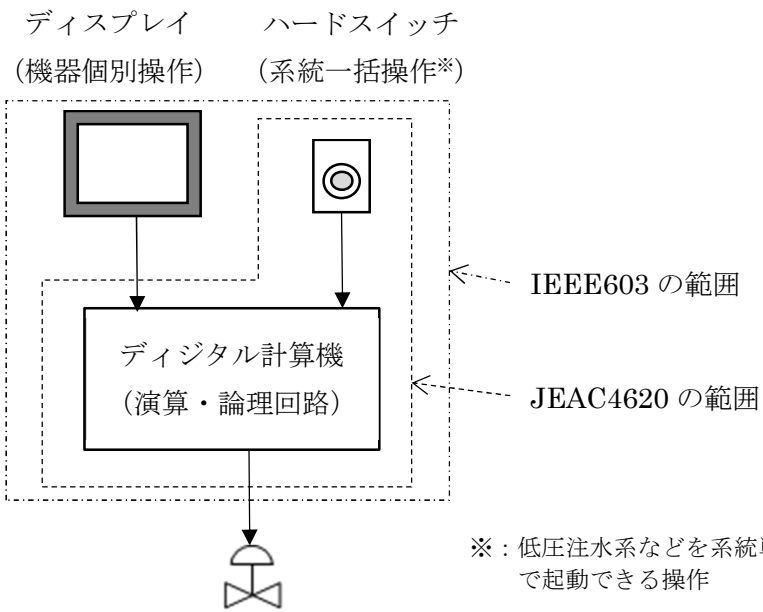 ディスプレイ
(機器個別操作)
ハードスイッチ
(系統一括操作※)
IEEE603 の範囲
ディジタル計算機
(演算・論理回路)
JEAC4620 の範囲
※:低圧注水系などを系統
で起動できる操作